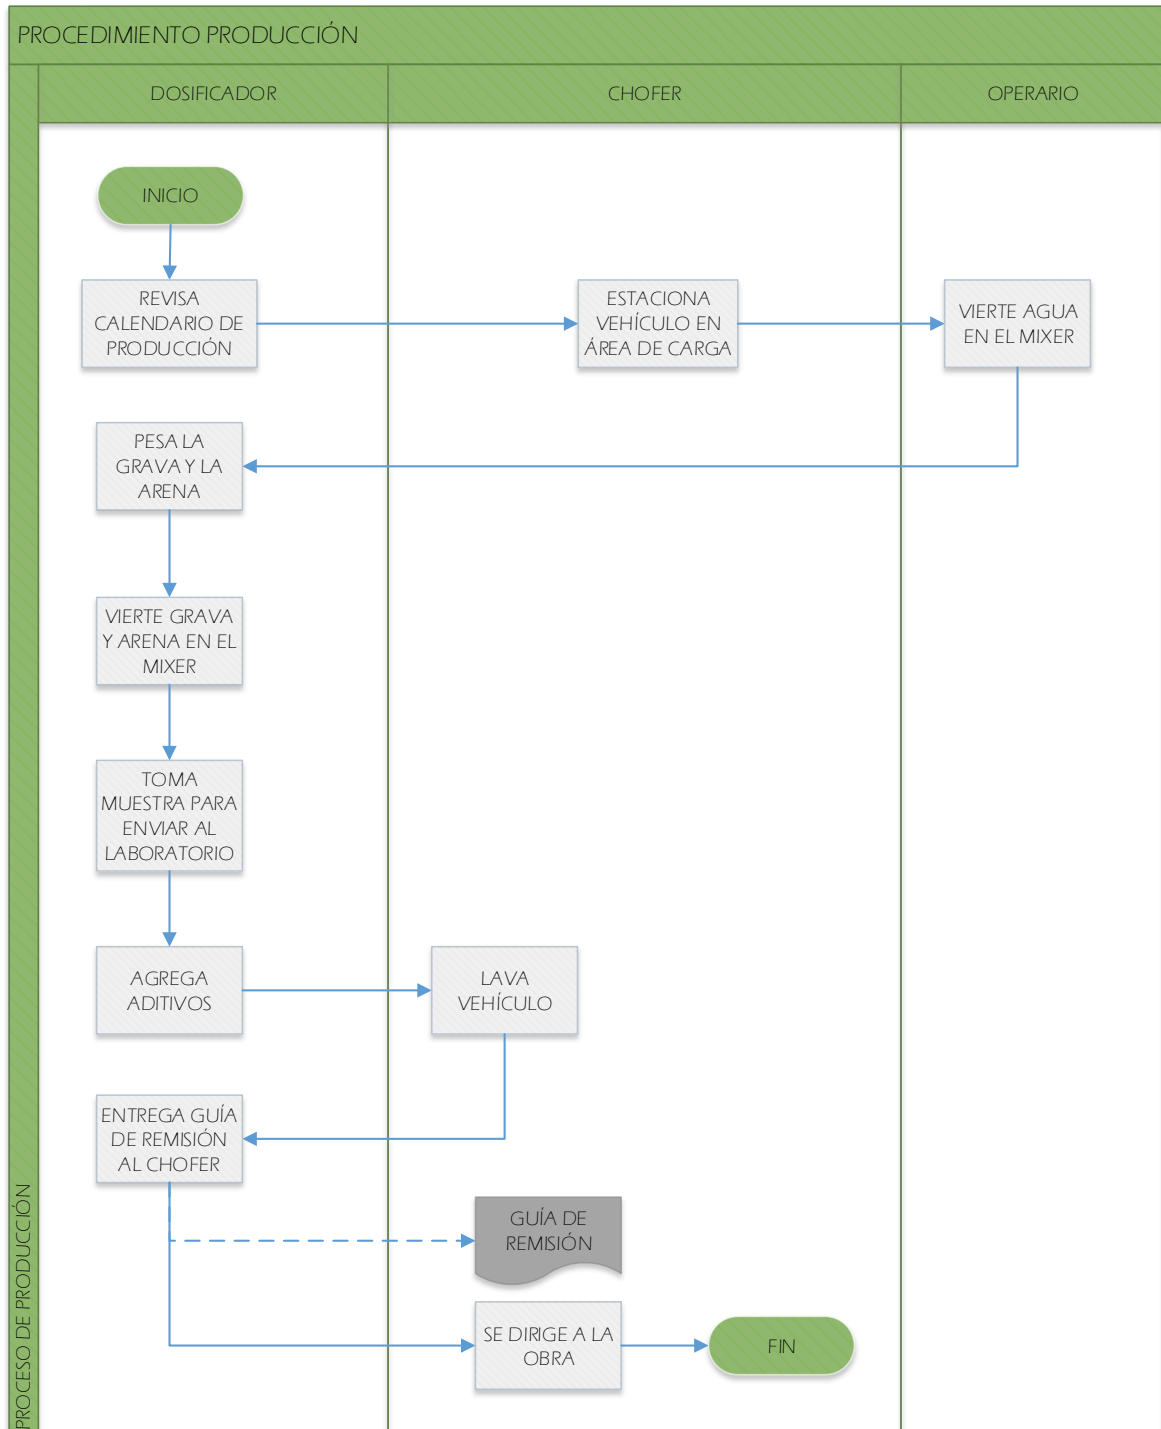 PROCEDIMIENTO PRODUCCIÓN
DOSIFICADOR
CHOFER
OPERARIO
INICIO
REVISA
CALENDARIO DE
PRODUCCIÓN
ESTACIONA
VEHÍCULO EN
ÁREA DE CARGA
VIERTE AGUA
EN EL MIXER
PESA LA
GRAVA Y LA
ARENA
VIERTE GRAVA
Y ARENA EN EL
MIXER
TOMA
MUESTRA PARA
ENVIAR AL
LABORATORIO
AGREGA
ADITIVOS
LAVA
VEHÍCULO
ENTREGA GUÍA
DE REMISIÓN
AL CHOFER
GUÍA DE
REMISIÓN
SE DIRIGE A LA
OBRA
FIN
PROCESO DE PRODUCCIÓN